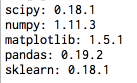 scipy: 0.18.1
numpy: 1.11.3
matplotlib: 1.5.1
pandas: 0.19.2
sklearn: 0.18.1